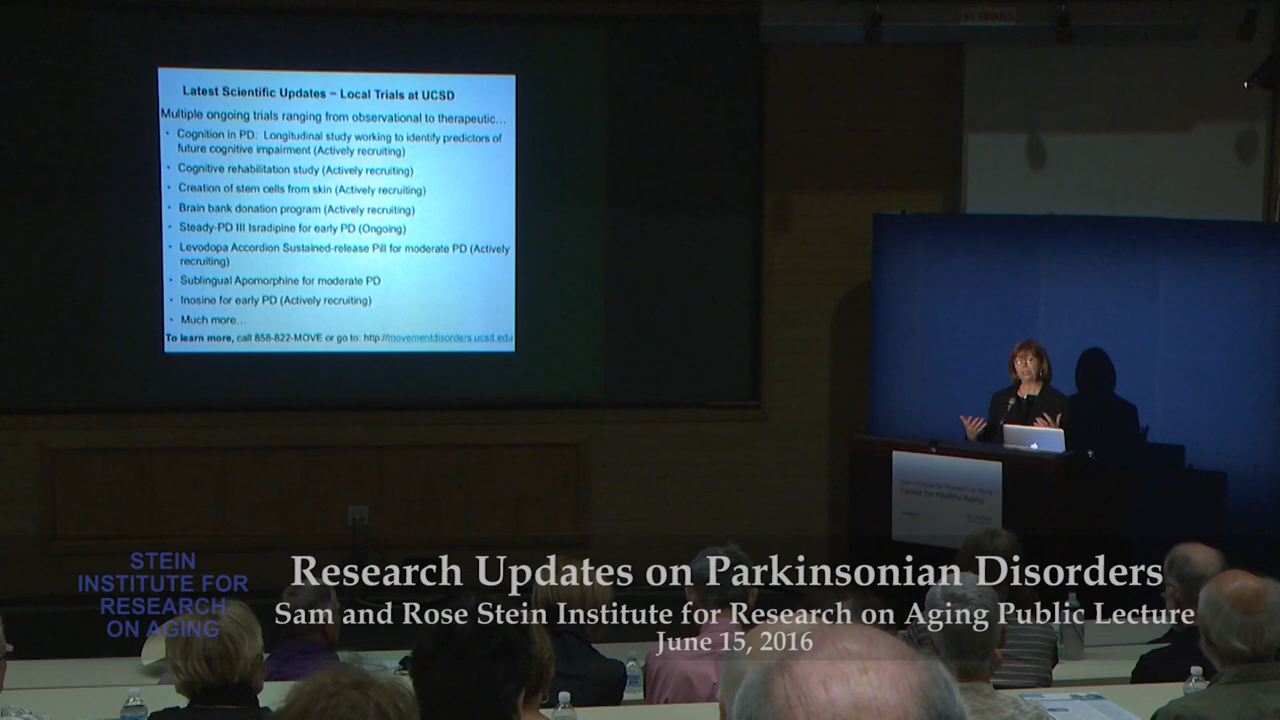 Latest Scientific Updates – Local Trials at UCSD
Multiple ongoing trials ranging from observational to therapeutic…
• Cognition in PD: Longitudinal study working to identify predictors of
future cognitive impairment (Actively recruiting)
• Cognitive rehabilitation study (Actively recruiting)
• Creation of stem cells from skin (Actively recruiting)
• Brain bank donation program (Actively recruiting)
• Steady-PD III Isradipine for early PD (Ongoing)
• Levodopa Accordion Sustained-release Pill for moderate PD (Actively
recruiting)
• Sublingual Apomorphine for moderate PD
• Inosine for early PD (Actively recruiting)
• Much more…
To learn more, call 858-822-MOVE or go to: http://movementdisorders.ucsd.edu
Center for Healthy Aging
STEIN
INSTITUTE FOR
RESEARCH
ON AGING
Research Updates on Parkinsonian Disorders
Sam and Rose Stein Institute for Research on Aging Public Lecture
June 15, 2016